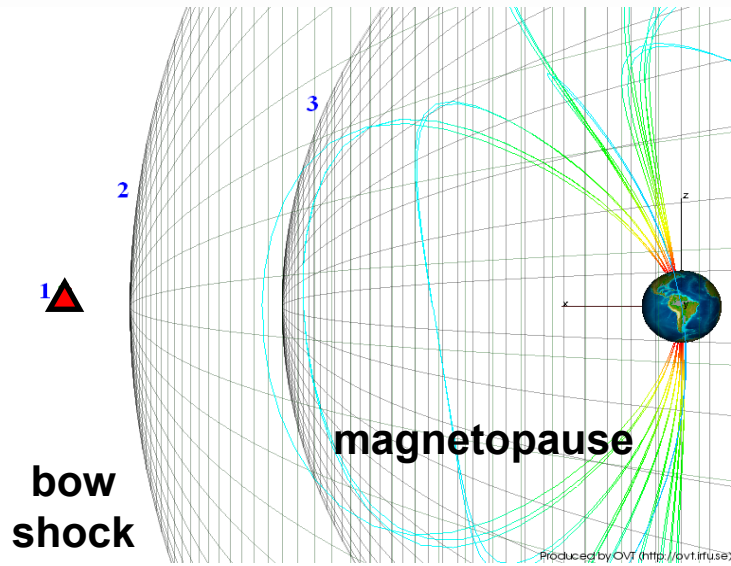 3
2
z
1
x
y
magnetopause
bow
shock
Produced by OVT (http://ovt.irfu.se)